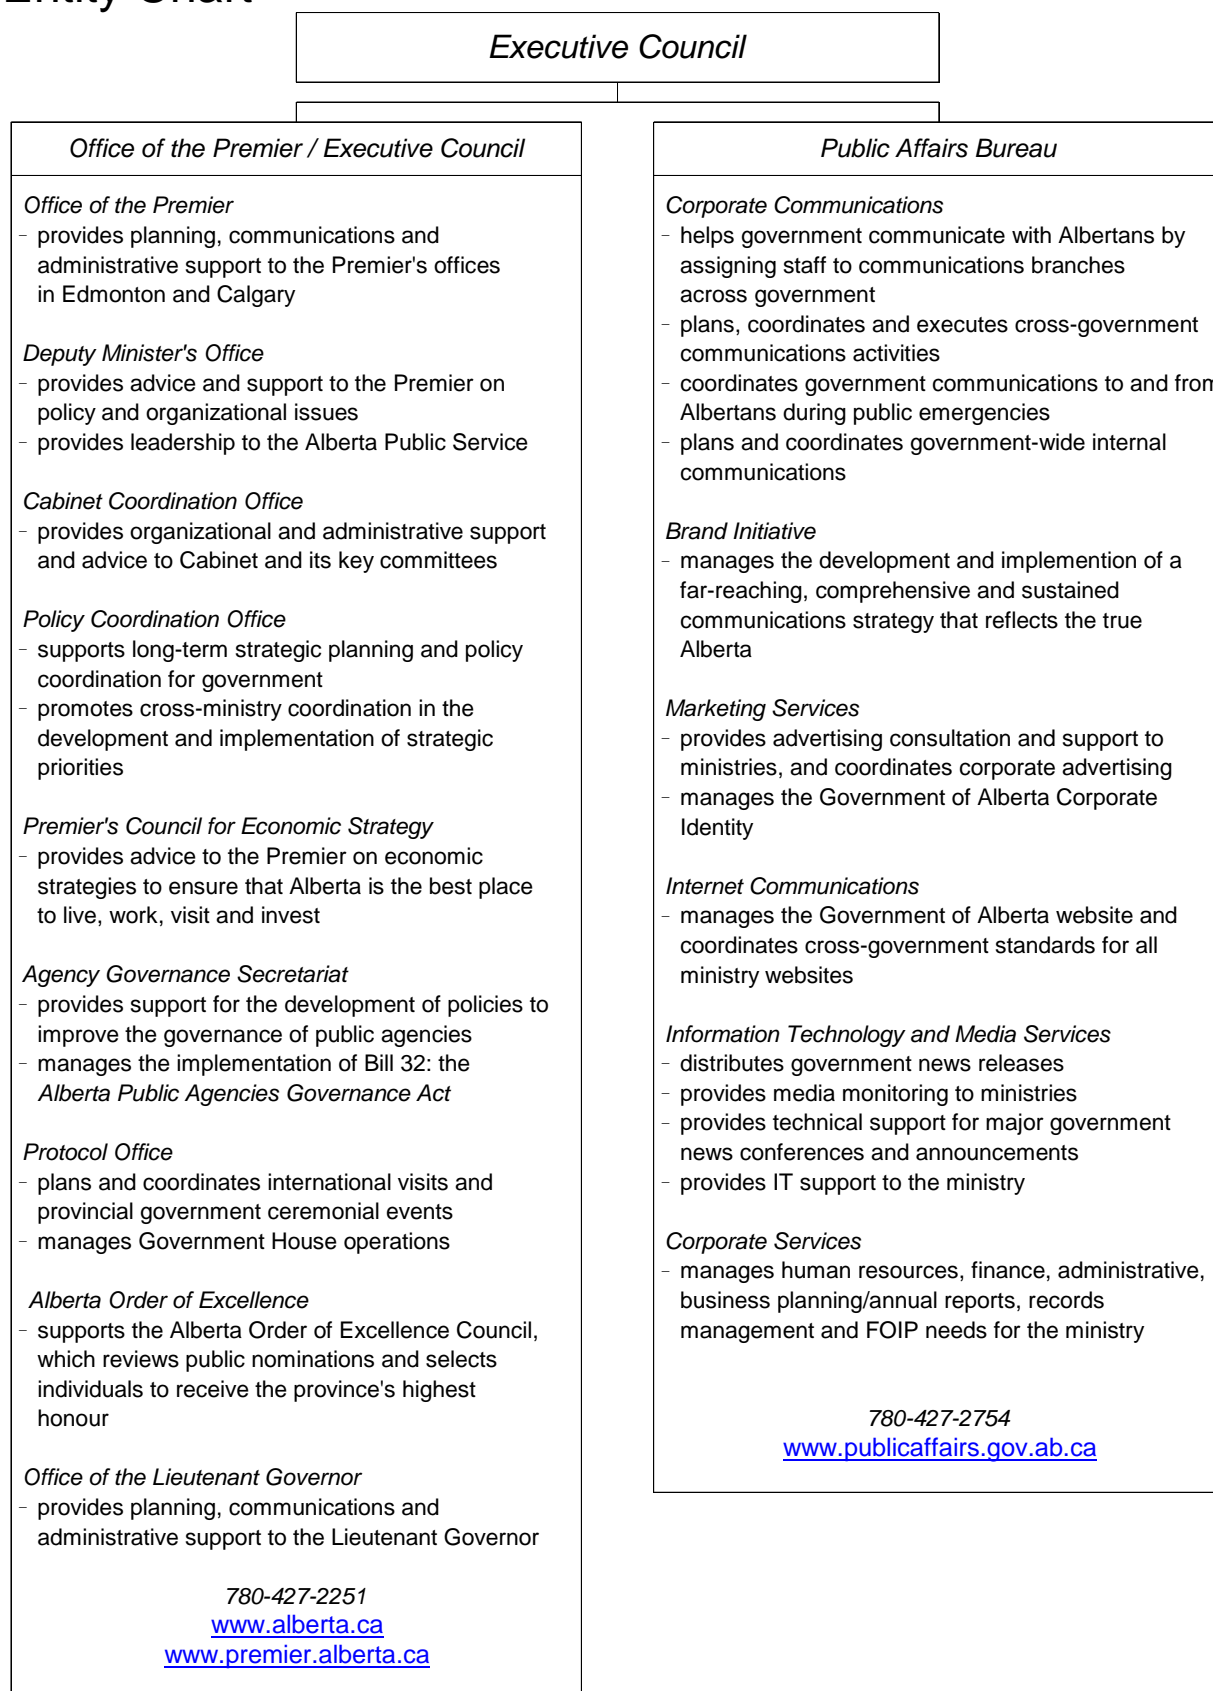 Entity Chart
Executive Council
Office of the Premier / Executive Council
Office of the Premier
- provides planning, communications and
administrative support to the Premier's offices
in Edmonton and Calgary
Deputy Minister's Office
- provides advice and support to the Premier on
policy and organizational issues
- provides leadership to the Alberta Public Service
Cabinet Coordination Office
- provides organizational and administrative support
and advice to Cabinet and its key committees
Policy Coordination Office
- supports long-term strategic planning and policy
coordination for government
- promotes cross-ministry coordination in the
development and implementation of strategic
priorities
Premier's Council for Economic Strategy
- provides advice to the Premier on economic
strategies to ensure that Alberta is the best place
to live, work, visit and invest
Agency Governance Secretariat
- provides support for the development of policies to
improve the governance of public agencies
- manages the implementation of Bill 32: the
Alberta Public Agencies Governance Act
Protocol Office
- plans and coordinates international visits and
provincial government ceremonial events
- manages Government House operations
Alberta Order of Excellence
- supports the Alberta Order of Excellence Council,
which reviews public nominations and selects
individuals to receive the province's highest
honour
Office of the Lieutenant Governor
- provides planning, communications and
administrative support to the Lieutenant Governor
780-427-2251
www.alberta.ca
www.premier.alberta.ca
Public Affairs Bureau
Corporate Communications
- helps government communicate with Albertans by
assigning staff to communications branches
across government
- plans, coordinates and executes cross-government
communications activities
- coordinates government communications to and from
Albertans during public emergencies
- plans and coordinates government-wide internal
communications
Brand Initiative
- manages the development and implemention of a
far-reaching, comprehensive and sustained
communications strategy that reflects the true
Alberta
Marketing Services
- provides advertising consultation and support to
ministries, and coordinates corporate advertising
- manages the Government of Alberta Corporate
Identity
Internet Communications
- manages the Government of Alberta website and
coordinates cross-government standards for all
ministry websites
Information Technology and Media Services
- distributes government news releases
- provides media monitoring to ministries
- provides technical support for major government
news conferences and announcements
- provides IT support to the ministry
Corporate Services
- manages human resources, finance, administrative,
business planning/annual reports, records
management and FOIP needs for the ministry
780-427-2754
www.publicaffairs.gov.ab.ca